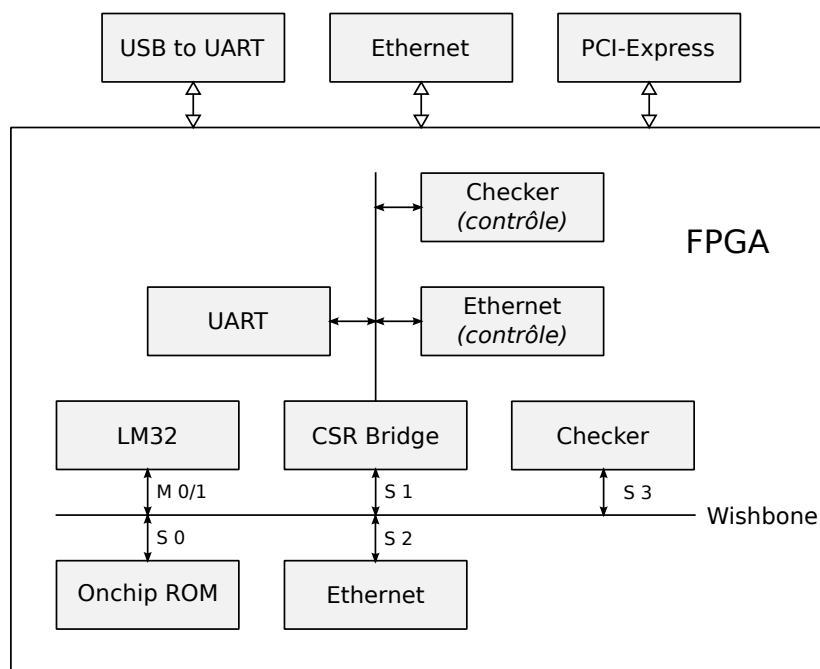 USB to UART
Ethernet
PCI-Express
Checker
(contrôle)
FPGA
UART
Ethernet
(contrôle)
LM32
CSR Bridge
Checker
M 0/1
S 1
S 3
Wishbone
S 0
S 2
Onchip ROM
Ethernet